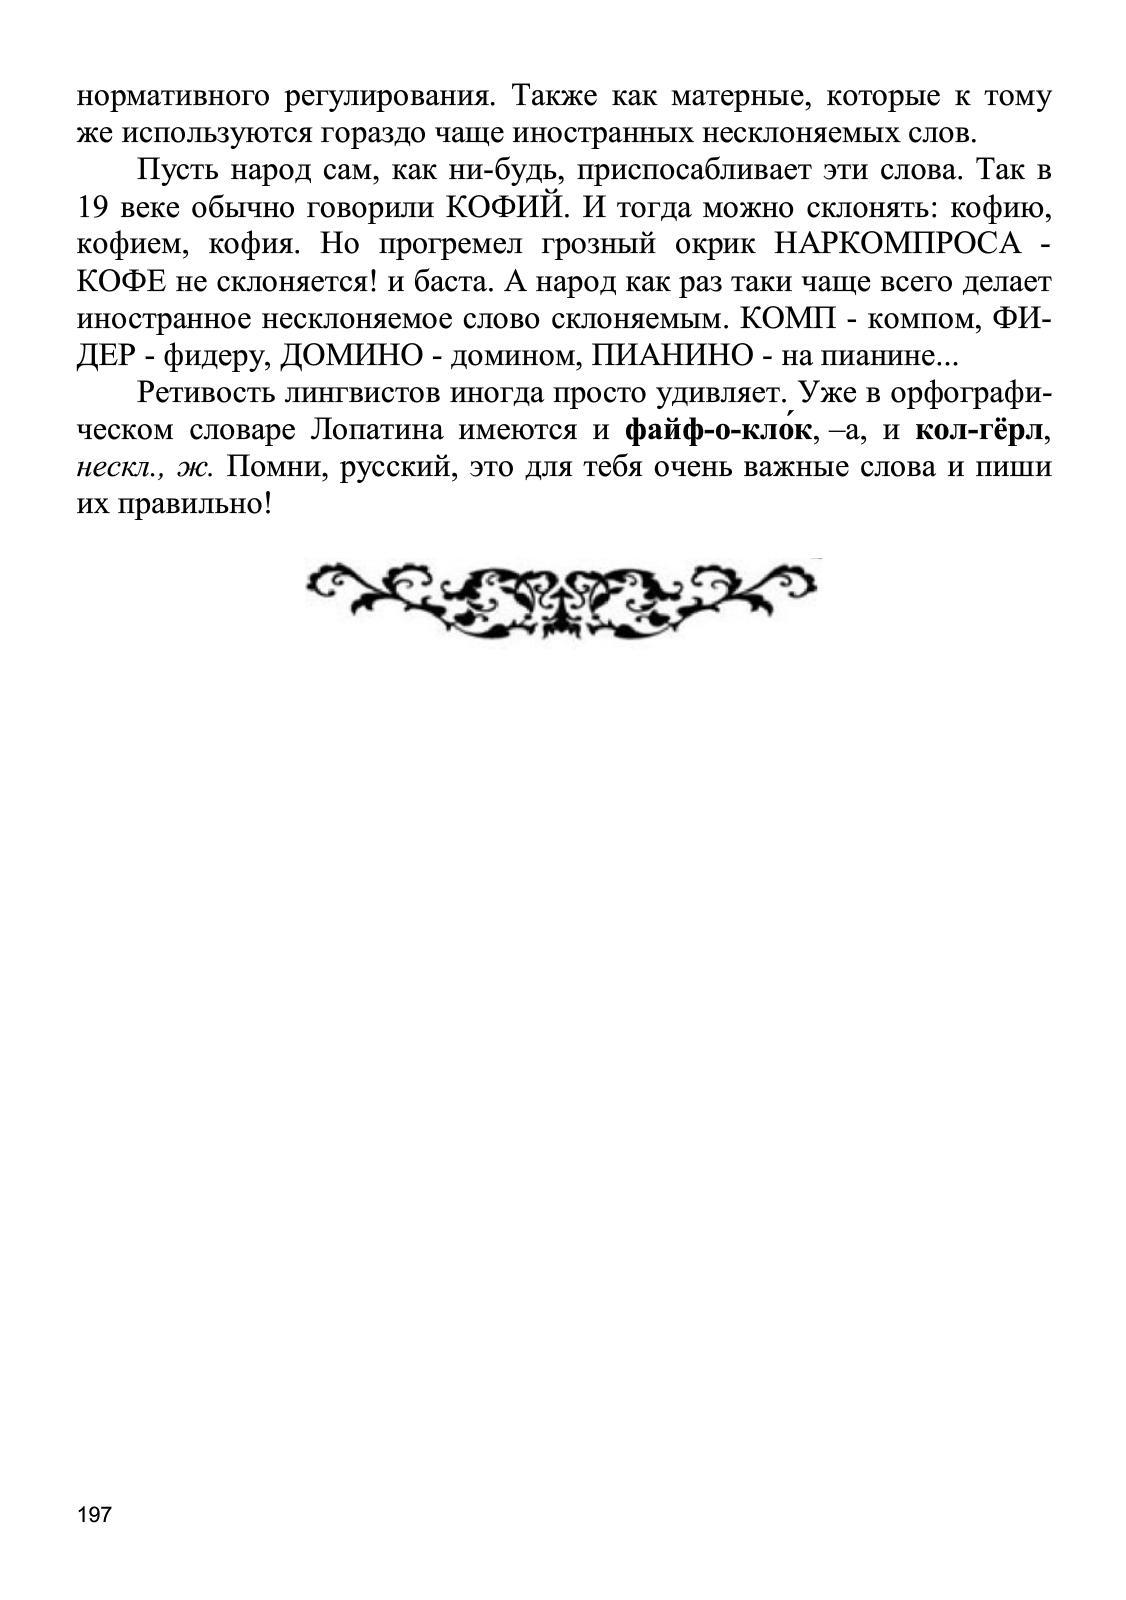 нормативного регулирования. Также как матерные, которые к тому
же используются гораздо чаще иностранных несклоняемых слов.
Пусть народ сам, как ни-будь, приспосабливает эти слова. Так в
19 веке обычно говорили КОФИЙ. И тогда можно склонять: кофию,
кофием, кофия. Но прогремел грозный окрик НАРКОМПРОСА -
КОФЕ не склоняется! и баста. А народ как раз таки чаще всего делает
иностранное несклоняемое слово склоняемым. КОМП - компом, ФИ-
ДЕР - фидеру, ДОМИНО - домином, ПИАНИНО - на пианине...
Ретивость лингвистов иногда просто удивляет. Уже в орфографи-
ческом словаре Лопатина имеются и файф-о-кло́к, –а, и кол-гёрл,
нескл., ж. Помни, русский, это для тебя очень важные слова и пиши
их правильно!
197